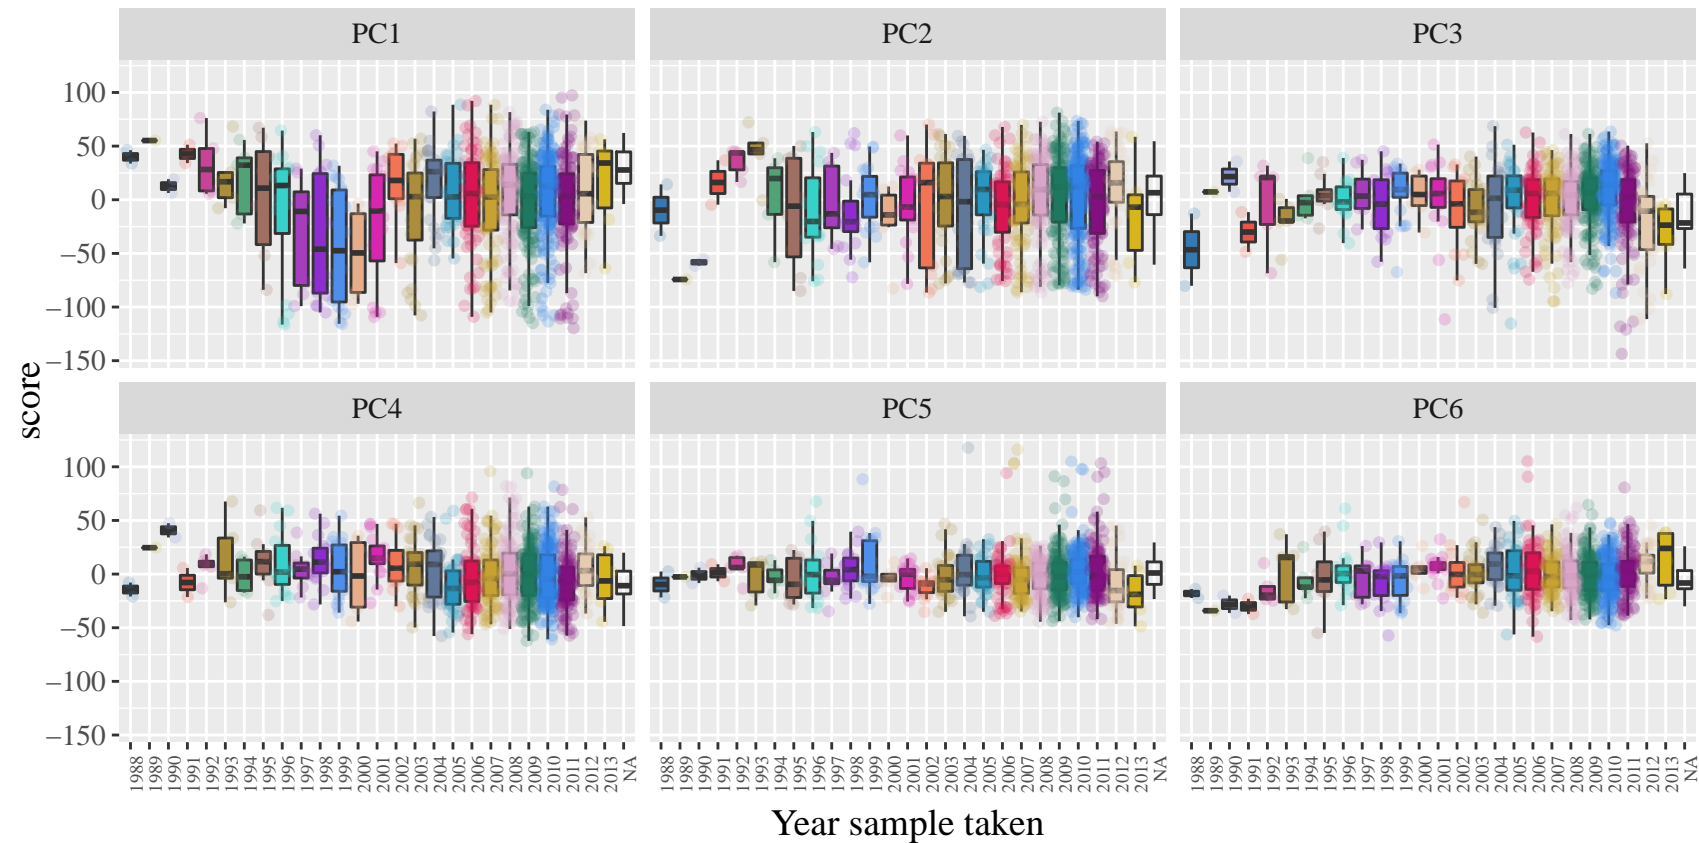 PC1 PC2 PC3
100
50
0
−50
−100
−150
PC4 PC5 PC6
100
50
0
−50
−100
−150
score
1988 1989 1990 1991 1992 1993 1994 1995 1996 1997 1998 1999 2000 2001 2002 2003 2004 2005 2006 2007 2008 2009 2010 2011 2012 2013 NA
1988 1989 1990 1991 1992 1993 1994 1995 1996 1997 1998 1999 2000 2001 2002 2003 2004 2005 2006 2007 2008 2009 2010 2011 2012 2013 NA
1988 1989 1990 1991 1992 1993 1994 1995 1996 1997 1998 1999 2000 2001 2002 2003 2004 2005 2006 2007 2008 2009 2010 2011 2012 2013 NA
Year sample taken